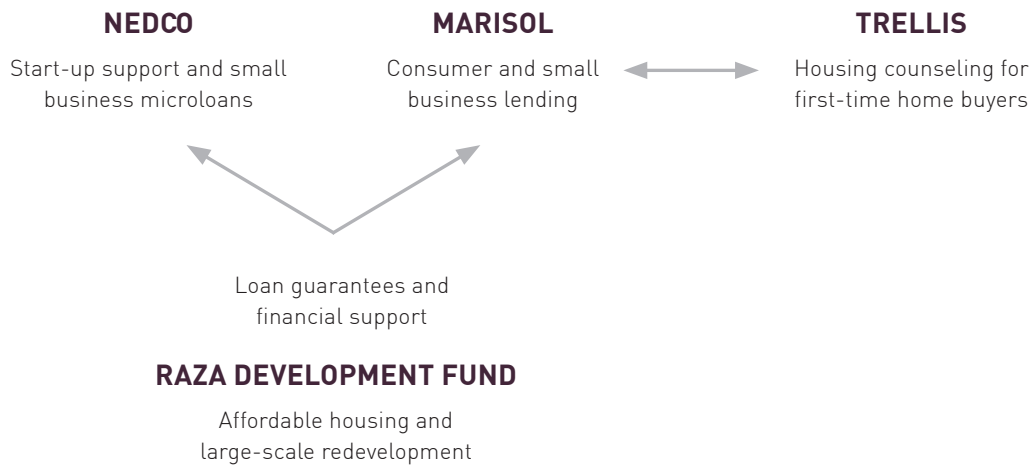 NEDCO
Start-up support and small
business microloans
MARISOL
Consumer and small
business lending
TRELLIS
Housing counseling for
first-time home buyers
Loan guarantees and
financial support
RAZA DEVELOPMENT FUND
Affordable housing and
large-scale redevelopment